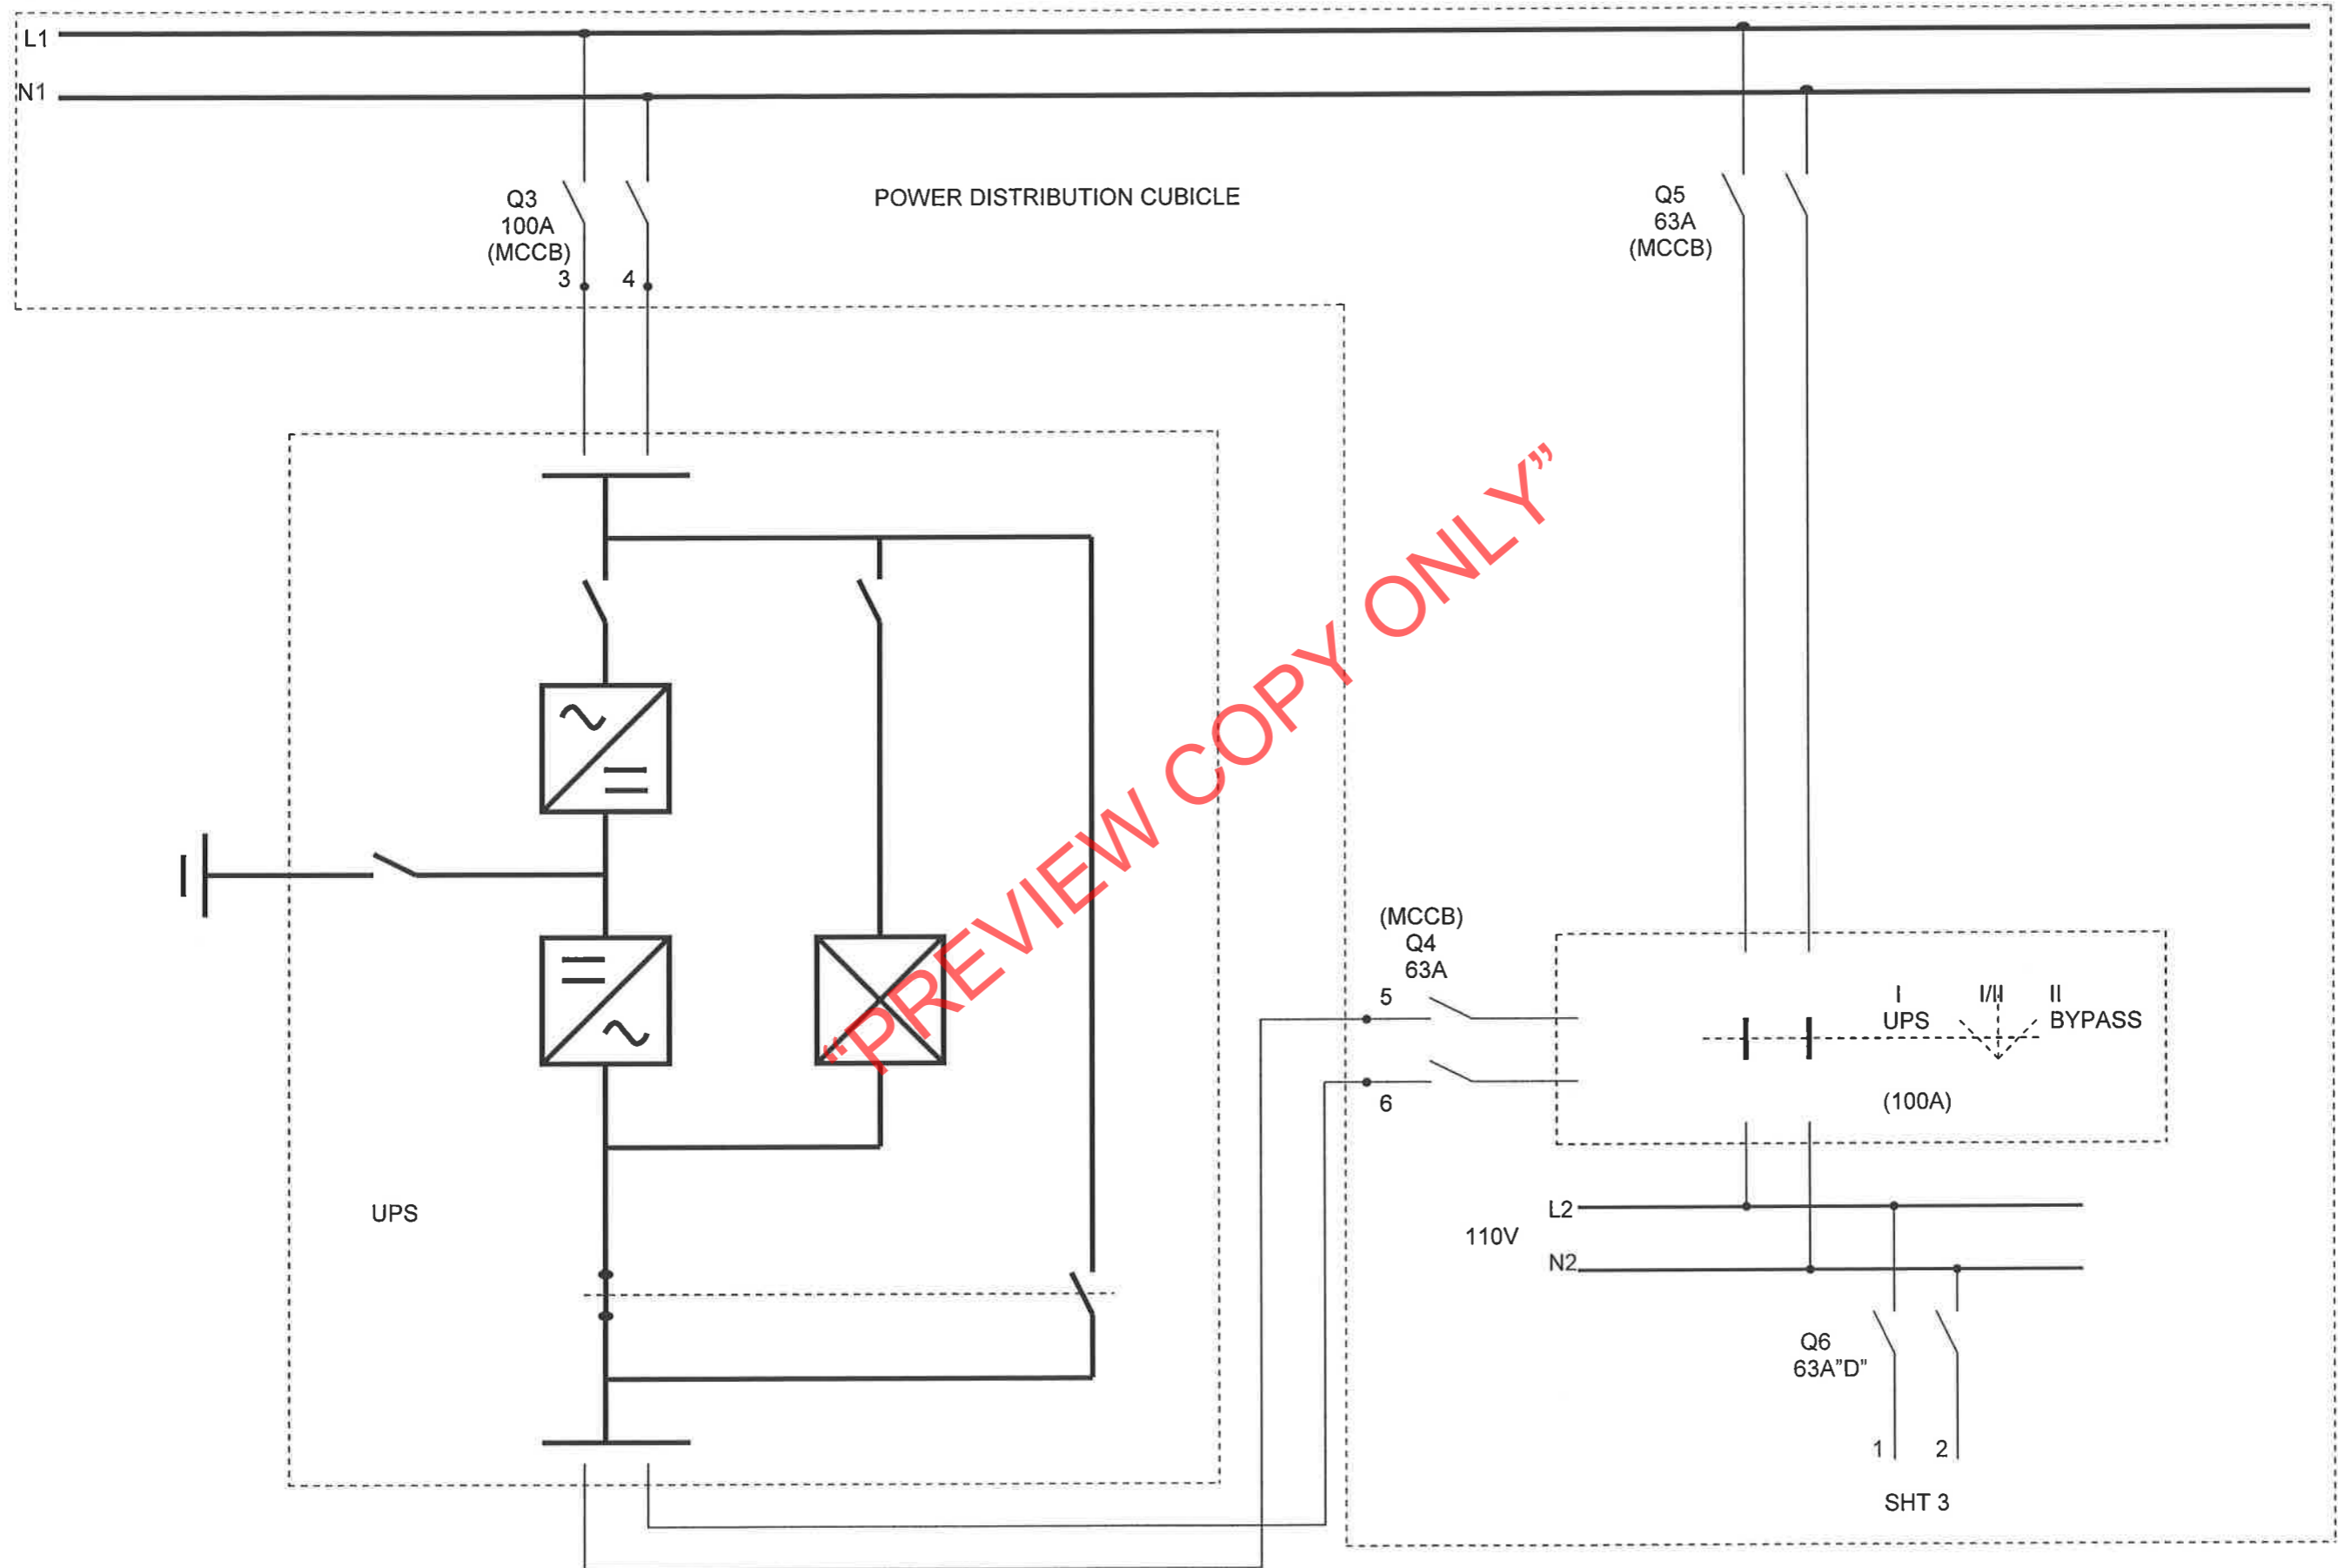 L1
N1
Q3
100A
(MCCB)
3
4
POWER DISTRIBUTION CUBICLE
Q5
63A
(MCCB)
“PREVIEW COPY ONLY”
(MCCB)
Q4
63A
5
6
I
UPS
I/II
II
BYPASS
(100A)
UPS
L2
110V
N2
Q6
63A”D”
1
2
SHT 3